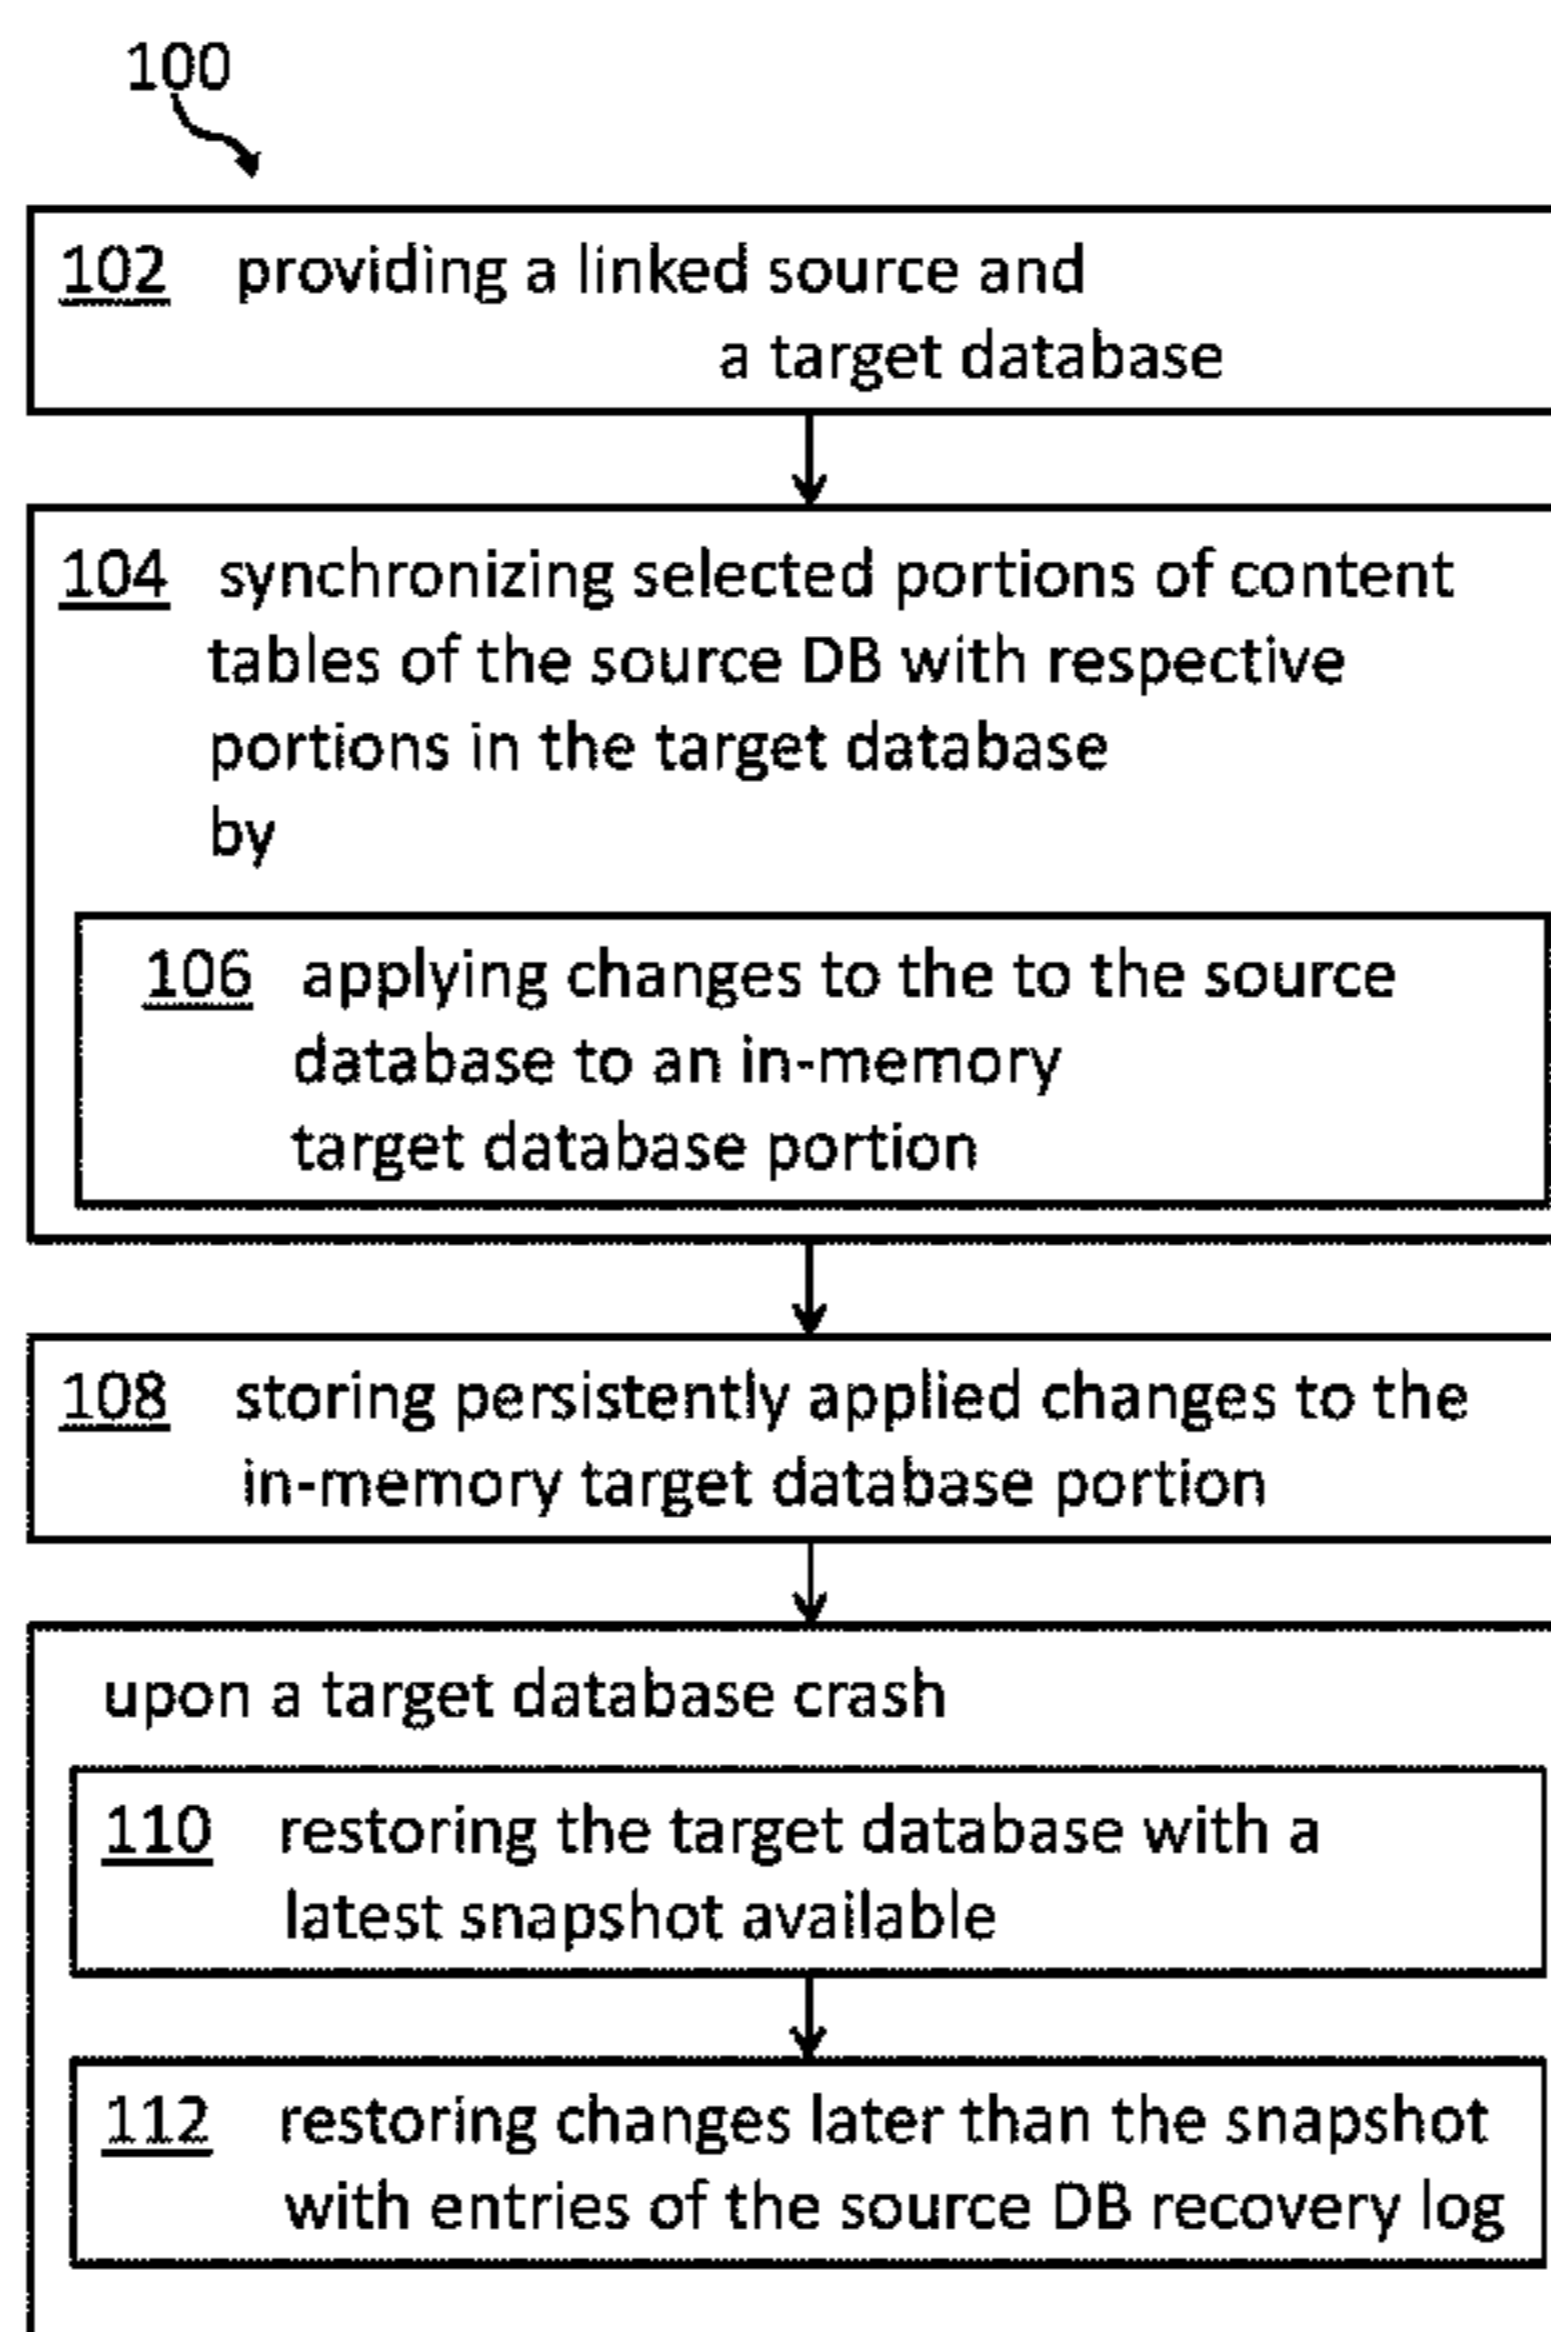 100
102 providing a linked source and
a target database
104 synchronizing selected portions of content
tables of the source DB with respective
portions in the target database
by
106 applying changes to the to the source
database to an in-memory
target database portion
108 storing persistently applied changes to the
in-memory target database portion
upon a target database crash
110 restoring the target database with a
latest snapshot available
112 restoring changes later than the snapshot
with entries of the source DB recovery log